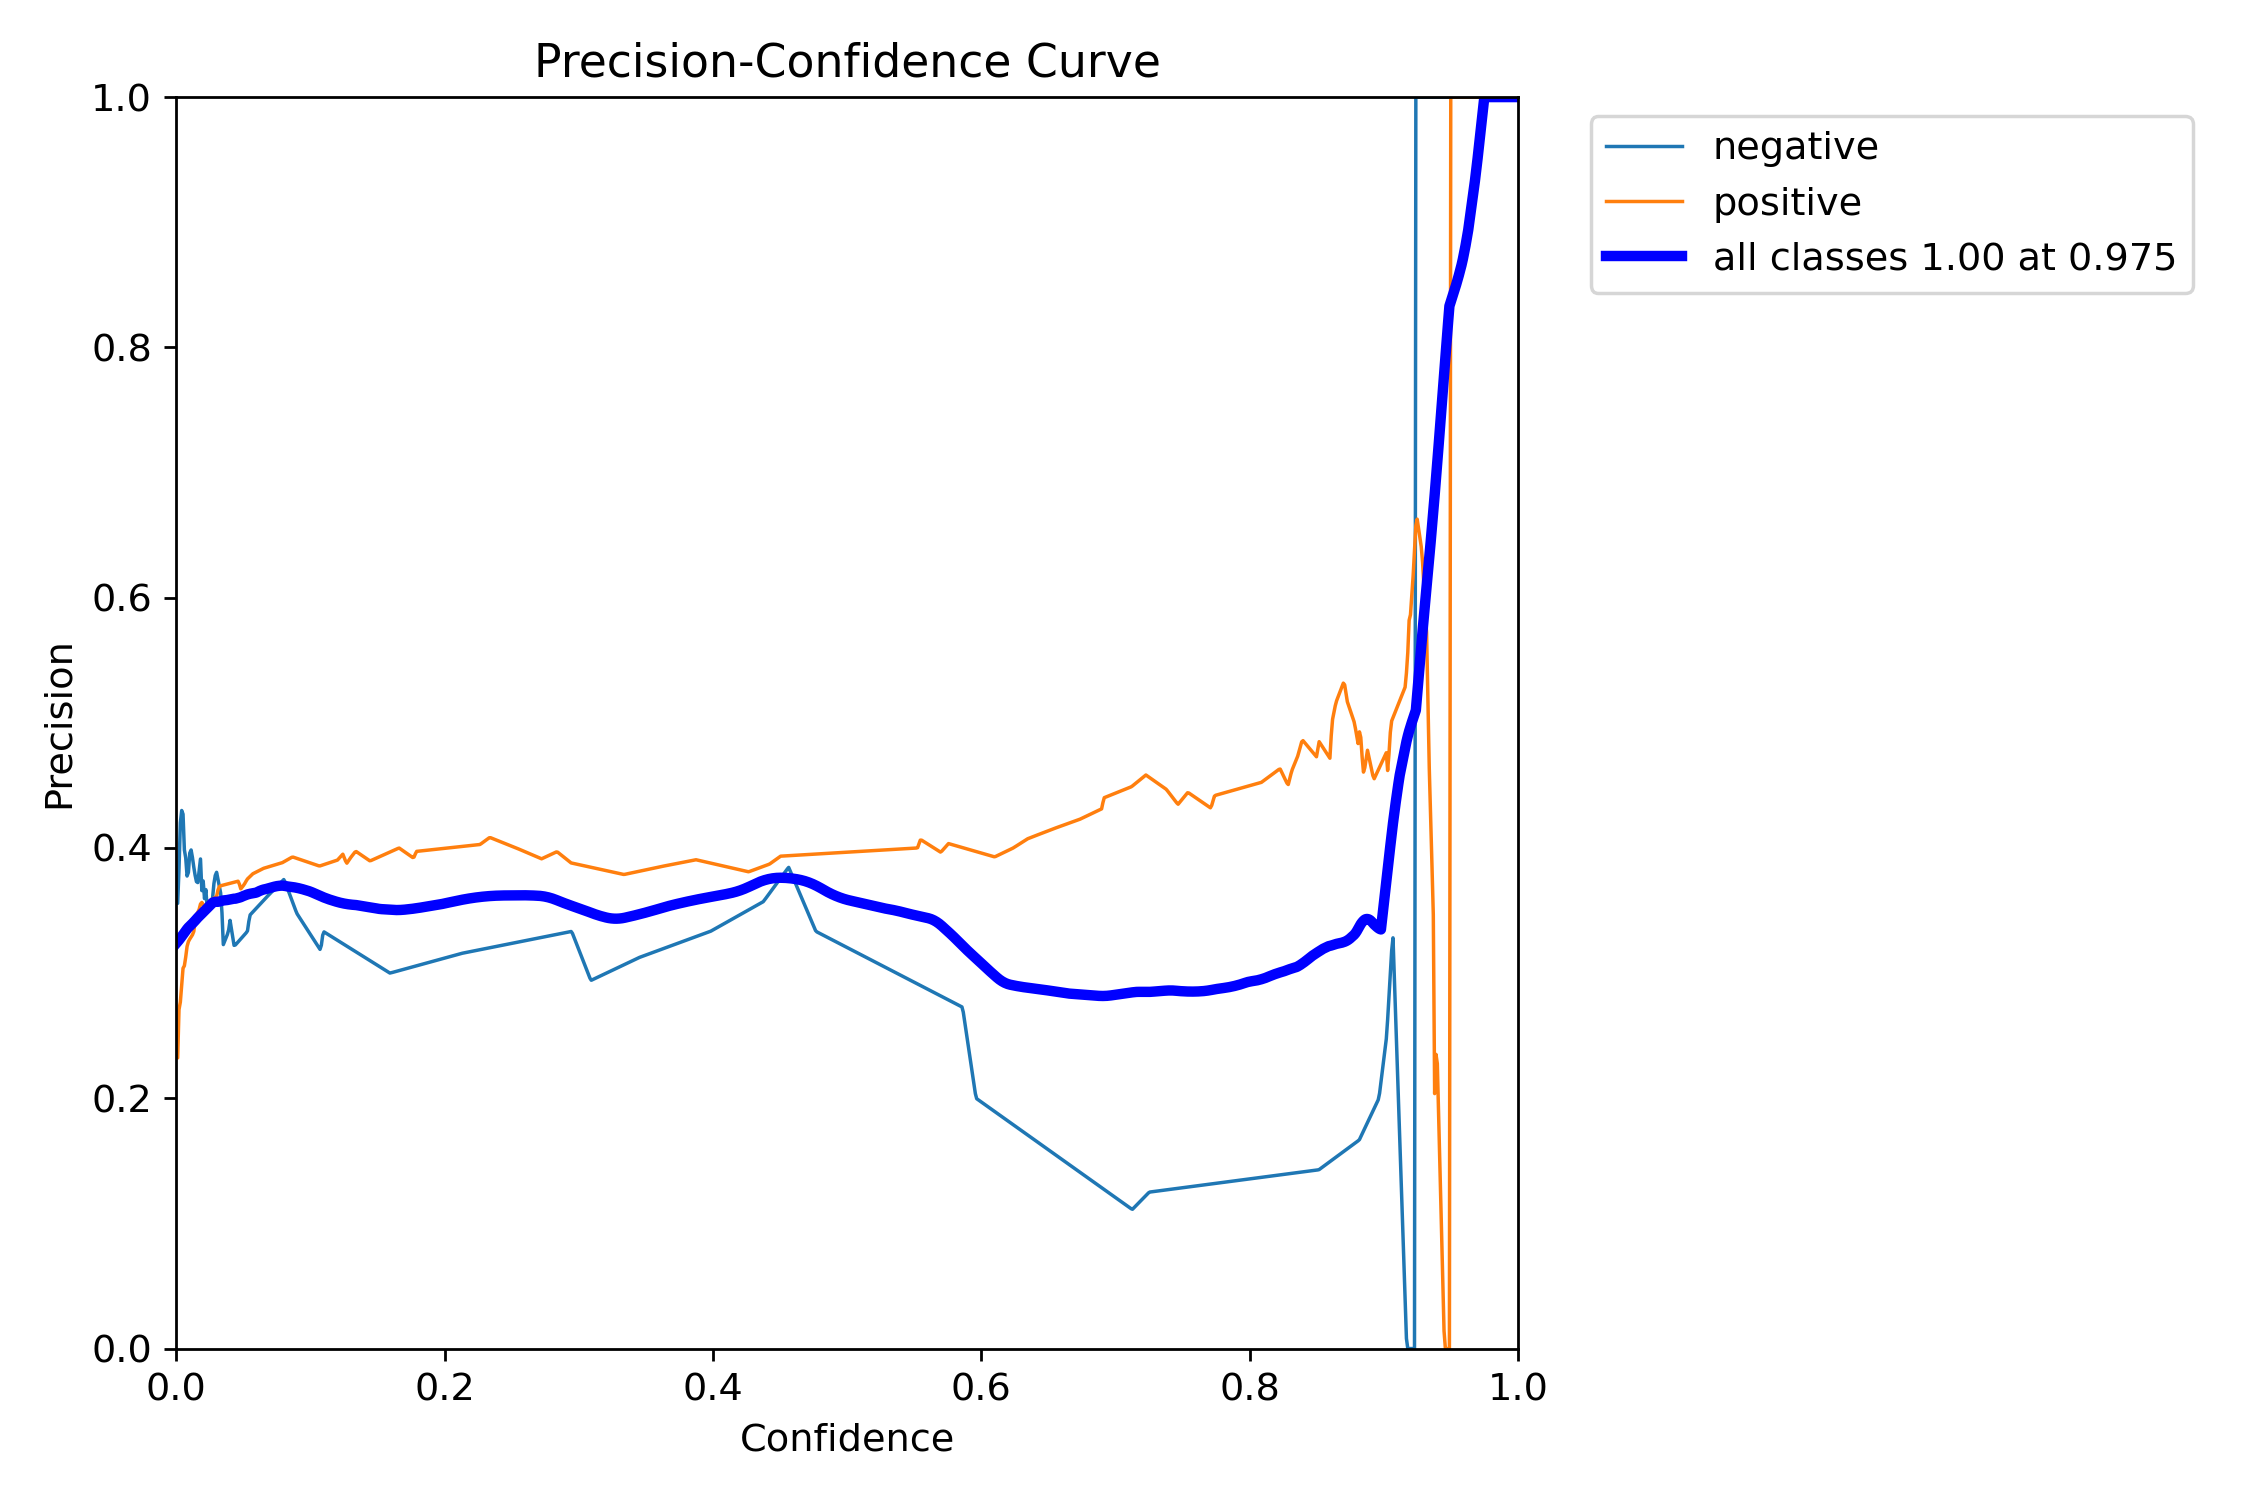 Precision-Confidence Curve
1.0
0.8
0.6
0.4
0.2
0.0
Precision
0.0 0.2 0.4 0.6 0.8 1.0
Confidence
negative
positive
all classes 1.00 at 0.975